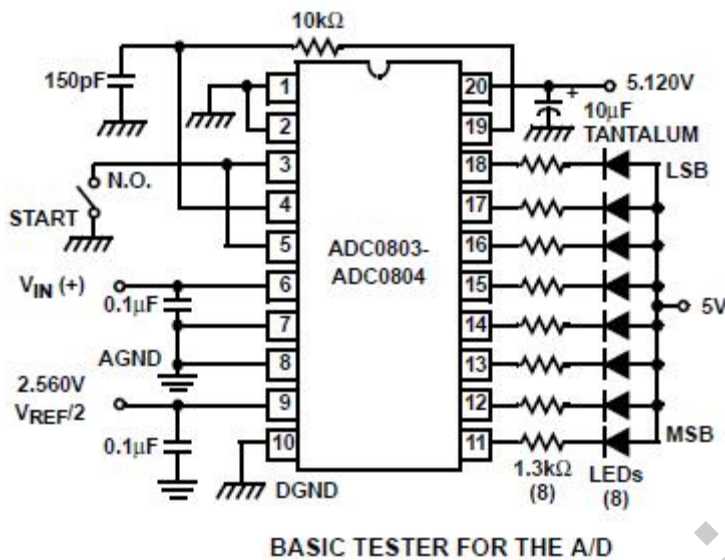 10kΩ
150pF
1
20
5.120V
2
19
10μF
TANTALUM
3
18
LSB
N.O.
START
4
17
5
16
ADC0803-
ADC0804
VIN (+)
0.1μF
6
15
5V
7
14
AGND
8
13
2.560V
VREF/2
9
12
0.1μF
10
11
MSB
DGND
1.3kΩ
(8)
LEDs
(8)
BASIC TESTER FOR THE A/D